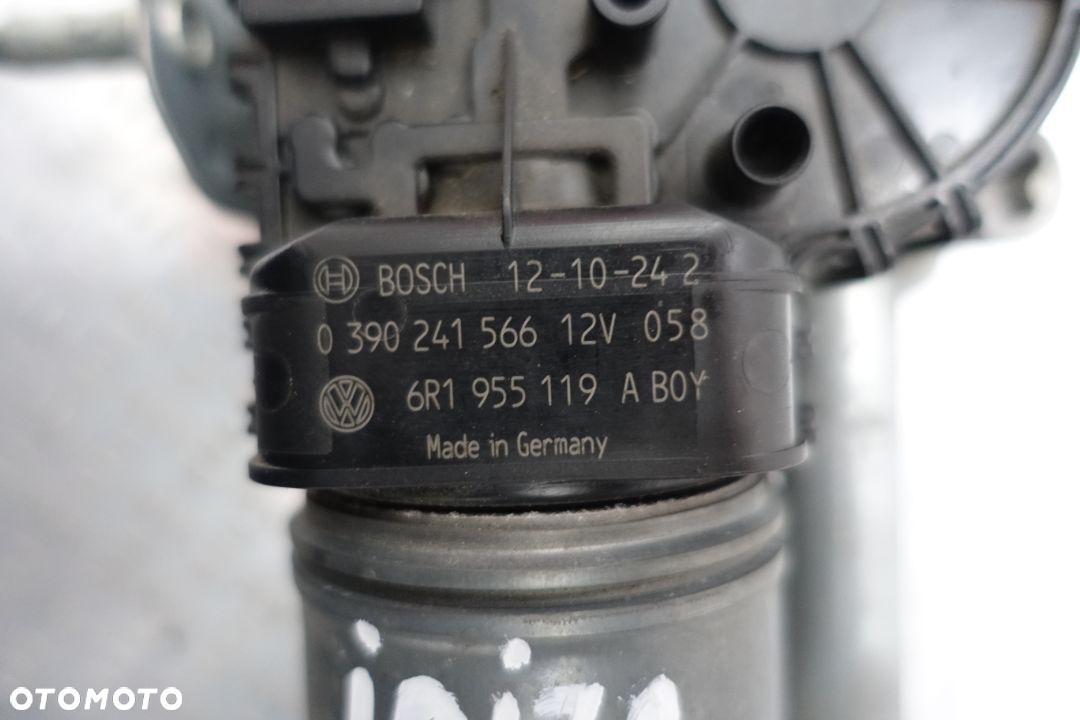 BOSCH 12-10-24 2
0 390 241 566 12V 058
6R1 955 119 A BOY
Made in Germany
OTOMOTO